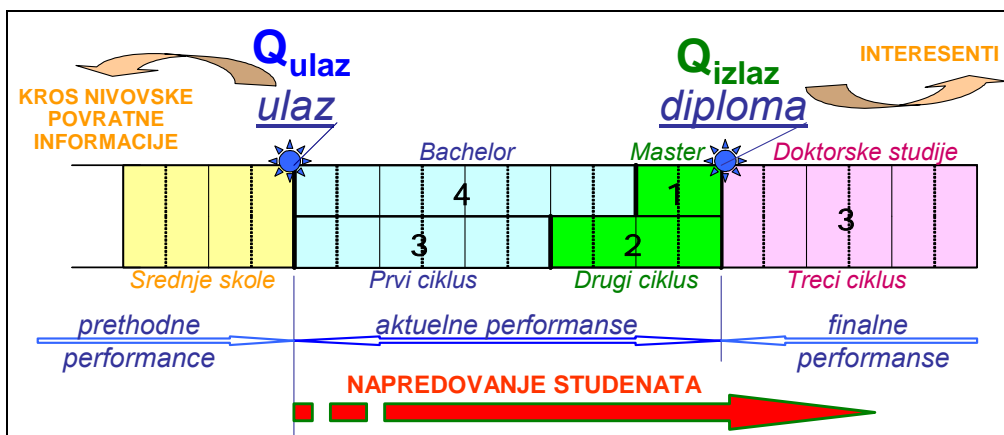 Qulaz
ulaz
Qizlaz
diploma
INTERESENTI
KROS NIVOVSKE
POVRATNE
INFORMACIJE
Bachelor
Master
Doktorske studije
4
1
3
3
2
Srednje skole
Prvi ciklus
Drugi ciklus
Treci ciklus
prethodne
performance
aktuelne performanse
finalne
performanse
NAPREDOVANJE STUDENATA